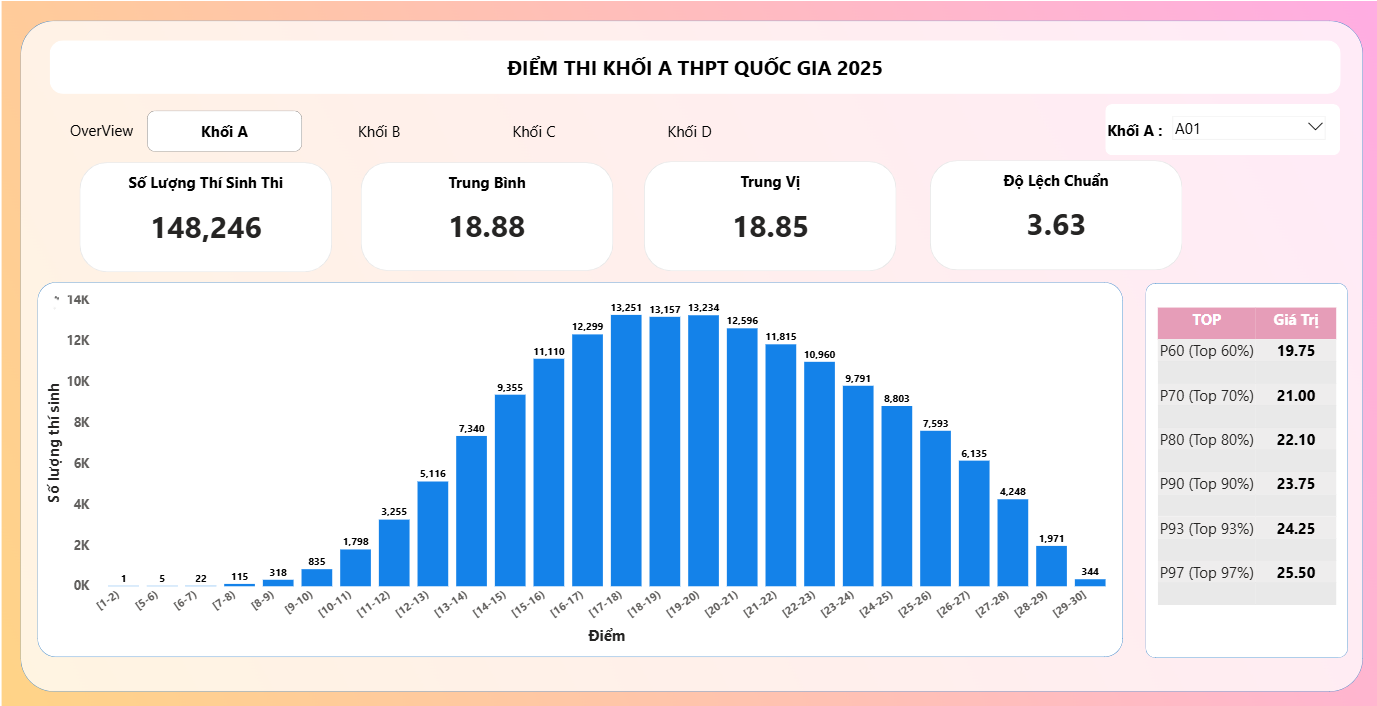 ĐIỂM THI KHỐI A THPT QUỐC GIA 2025
OverView
Khối A
Khối B
Khối C
Khối D
Khối A :
A01
Số Lượng Thí Sinh Thi
148,246
Trung Bình
18.88
Trung Vị
18.85
Độ Lệch Chuẩn
3.63
Số lượng thí sinh
14K
12K
10K
8K
6K
4K
2K
0K
1
5
22
115
318
835
1,798
3,255
5,116
7,340
9,355
11,110
12,299
13,251
13,157
13,234
12,596
11,815
10,960
9,791
8,803
7,593
6,135
4,248
1,971
344
[1-2)
[5-6)
[6-7)
[7-8)
[8-9)
[9-10)
[10-11)
[11-12)
[12-13)
[13-14)
[14-15)
[15-16)
[16-17)
[17-18)
[18-19)
[19-20)
[20-21)
[21-22)
[22-23)
[23-24)
[24-25)
[25-26)
[26-27)
[27-28)
[28-29)
[29-30]
Điểm
TOP Giá Trị
P60 (Top 60%) 19.75
P70 (Top 70%) 21.00
P80 (Top 80%) 22.10
P90 (Top 90%) 23.75
P93 (Top 93%) 24.25
P97 (Top 97%) 25.50